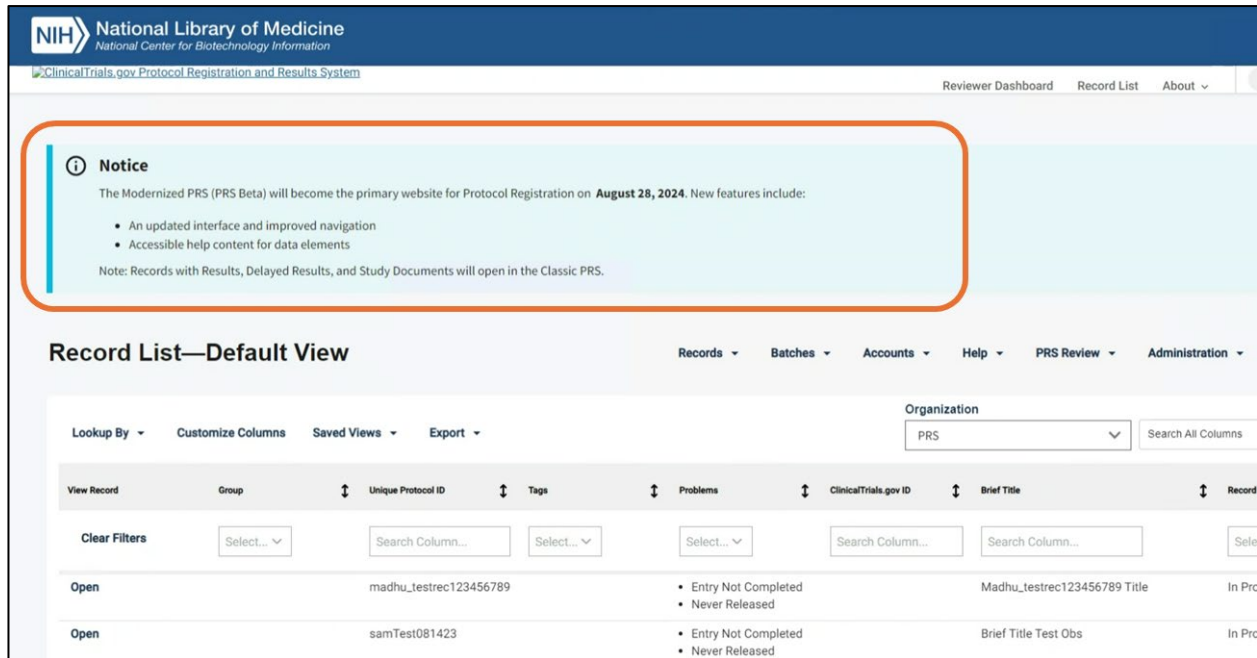 NIH National Library of Medicine
National Center for Biotechnology Information
ClinicalTrials.gov Protocol Registration and Results System
Reviewer Dashboard Record List About
Notice
The Modernized PRS (PRS Beta) will become the primary website for Protocol Registration on August 28, 2024. New features include:
• An updated interface and improved navigation
• Accessible help content for data elements
Note: Records with Results, Delayed Results, and Study Documents will open in the Classic PRS.
Record List—Default View
Records Batches Accounts Help PRS Review Administration
Organization
Lookup By Customize Columns Saved Views Export PRS Search All Columns
View Record Group Unique Protocol ID Tags Problems ClinicalTrials.gov ID Brief Title Record
Clear Filters Select... Search Column... Select... Select... Search Column... Search Column... Sele
Open madhu_testrec123456789 • Entry Not Completed Madhu_testrec123456789 Title In Pro
• Never Released
Open samTest081423 • Entry Not Completed Brief Title Test Obs In Pro
• Never Released